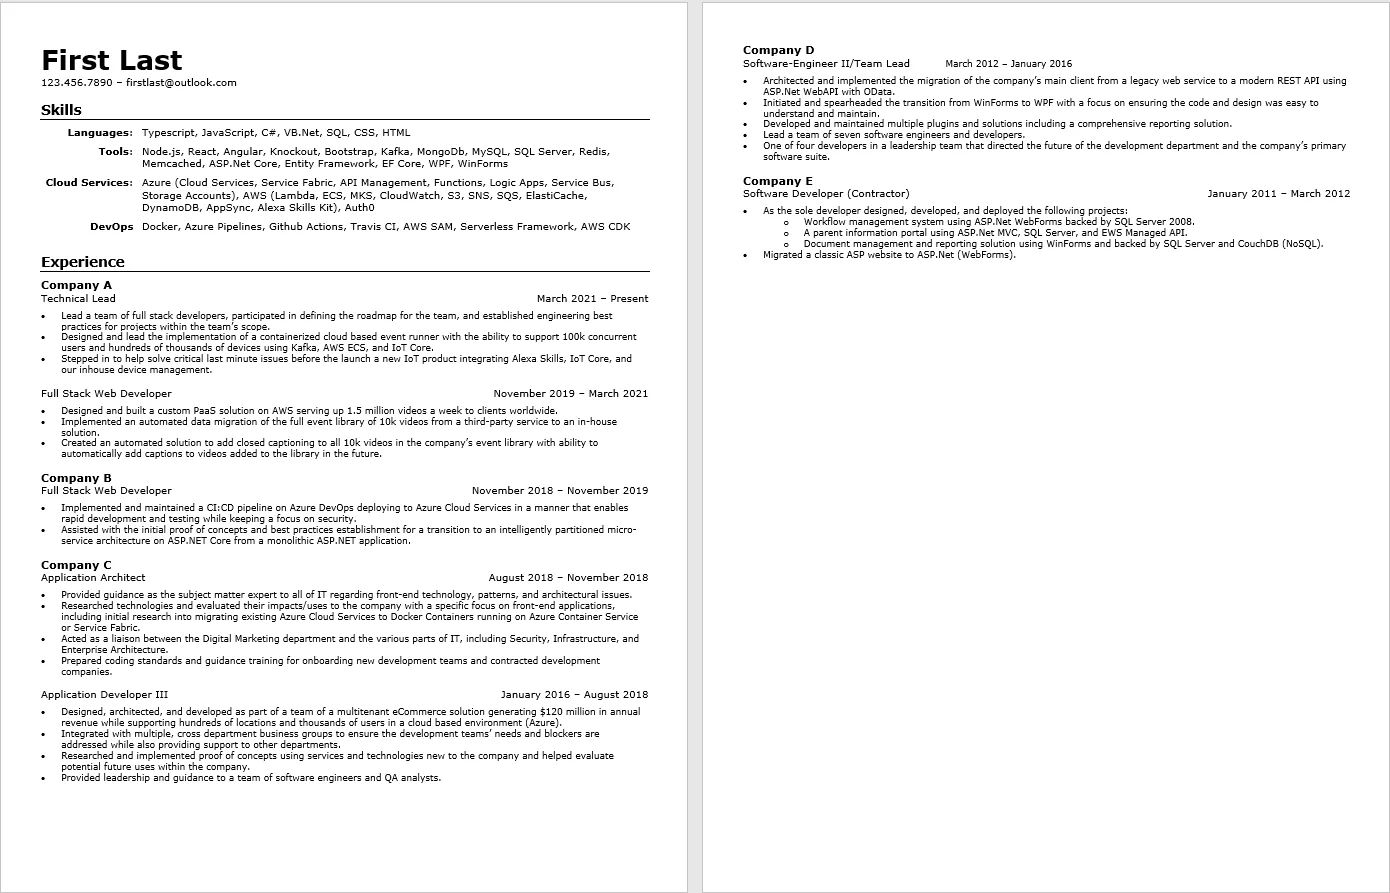 First Last
123.456.7890 – firstlast@outlook.com
Skills
Languages: Typescript, JavaScript, C#, VB.Net, SQL, CSS, HTML
Tools: Node.js, React, Angular, Knockout, Bootstrap, Kafka, MongoDb, MySQL, SQL Server, Redis,
Memcached, ASP.Net Core, Entity Framework, EF Core, WPF, WinForms
Cloud Services: Azure (Cloud Services, Service Fabric, API Management, Functions, Logic Apps, Service Bus,
Storage Accounts), AWS (Lambda, ECS, MKS, CloudWatch, S3, SNS, SQS, ElastiCache,
DynamoDB, AppSync, Alexa Skills Kit), Auth0
DevOps Docker, Azure Pipelines, Github Actions, Travis CI, AWS SAM, Serverless Framework, AWS CDK
Experience
Company A
Technical Lead March 2021 – Present
• Lead a team of full stack developers, participated in defining the roadmap for the team, and established engineering best
practices for projects within the team’s scope.
• Designed and lead the implementation of a containerized cloud based event runner with the ability to support 100k concurrent
users and hundreds of thousands of devices using Kafka, AWS ECS, and IoT Core.
• Stepped in to help solve critical last minute issues before the launch a new IoT product integrating Alexa Skills, IoT Core, and
our inhouse device management.
Full Stack Web Developer November 2019 – March 2021
• Designed and built a custom PaaS solution on AWS serving up 1.5 million videos a week to clients worldwide.
• Implemented an automated data migration of the full event library of 10k videos from a third-party service to an in-house
solution.
• Created an automated solution to add closed captioning to all 10k videos in the company’s event library with ability to
automatically add captions to videos added to the library in the future.
Company B
Full Stack Web Developer November 2018 – November 2019
• Implemented and maintained a CI:CD pipeline on Azure DevOps deploying to Azure Cloud Services in a manner that enables
rapid development and testing while keeping a focus on security.
• Assisted with the initial proof of concepts and best practices establishment for a transition to an intelligently partitioned micro-
service architecture on ASP.NET Core from a monolithic ASP.NET application.
Company C
Application Architect August 2018 – November 2018
• Provided guidance as the subject matter expert to all of IT regarding front-end technology, patterns, and architectural issues.
• Researched technologies and evaluated their impacts/uses to the company with a specific focus on front-end applications,
including initial research into migrating existing Azure Cloud Services to Docker Containers running on Azure Container Service
or Service Fabric.
• Acted as a liaison between the Digital Marketing department and the various parts of IT, including Security, Infrastructure, and
Enterprise Architecture.
• Prepared coding standards and guidance training for onboarding new development teams and contracted development
companies.
Application Developer III January 2016 – August 2018
• Designed, architected, and developed as part of a team of a multitenant eCommerce solution generating $120 million in annual
revenue while supporting hundreds of locations and thousands of users in a cloud based environment (Azure).
• Integrated with multiple, cross department business groups to ensure the development teams’ needs and blockers are
addressed while also providing support to other departments.
• Researched and implemented proof of concepts using services and technologies new to the company and helped evaluate
potential future uses within the company.
• Provided leadership and guidance to a team of software engineers and QA analysts.
Company D
Software-Engineer II/Team Lead March 2012 – January 2016
• Architected and implemented the migration of the company’s main client from a legacy web service to a modern REST API using
ASP.Net WebAPI with OData.
• Initiated and spearheaded the transition from WinForms to WPF with a focus on ensuring the code and design was easy to
understand and maintain.
• Developed and maintained multiple plugins and solutions including a comprehensive reporting solution.
• Lead a team of seven software engineers and developers.
• One of four developers in a leadership team that directed the future of the development department and the company’s primary
software suite.
Company E
Software Developer (Contractor) January 2011 – March 2012
• As the sole developer designed, developed, and deployed the following projects:
o Workflow management system using ASP.Net WebForms backed by SQL Server 2008.
o A parent information portal using ASP.Net MVC, SQL Server, and EWS Managed API.
o Document management and reporting solution using WinForms and backed by SQL Server and CouchDB (NoSQL).
• Migrated a classic ASP website to ASP.Net (WebForms).